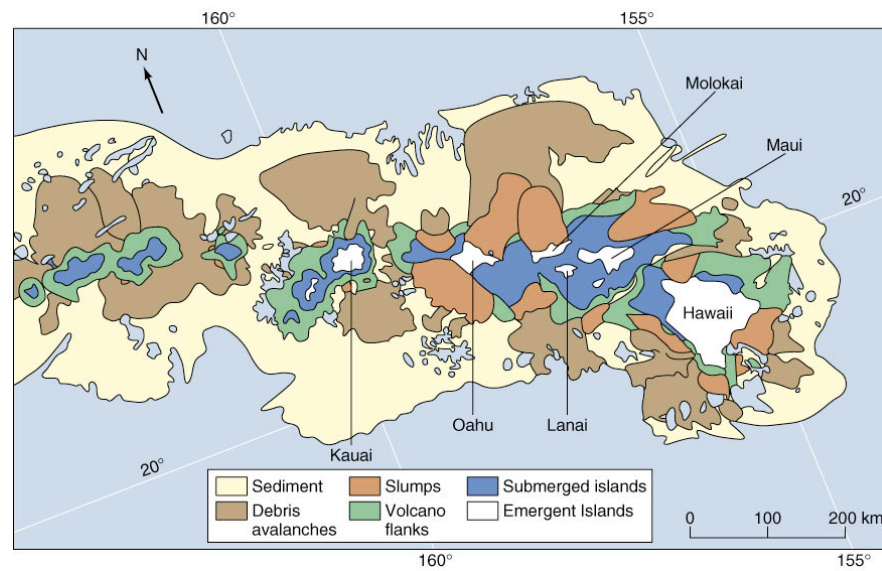 160°
155°
N
Molokai
Maui
20°
Hawaii
Oahu
Lanai
Kauai
20°
Sediment
Slumps
Submerged islands
Debris
avalanches
Volcano
flanks
Emergent Islands
0 100 200 km
160°
155°